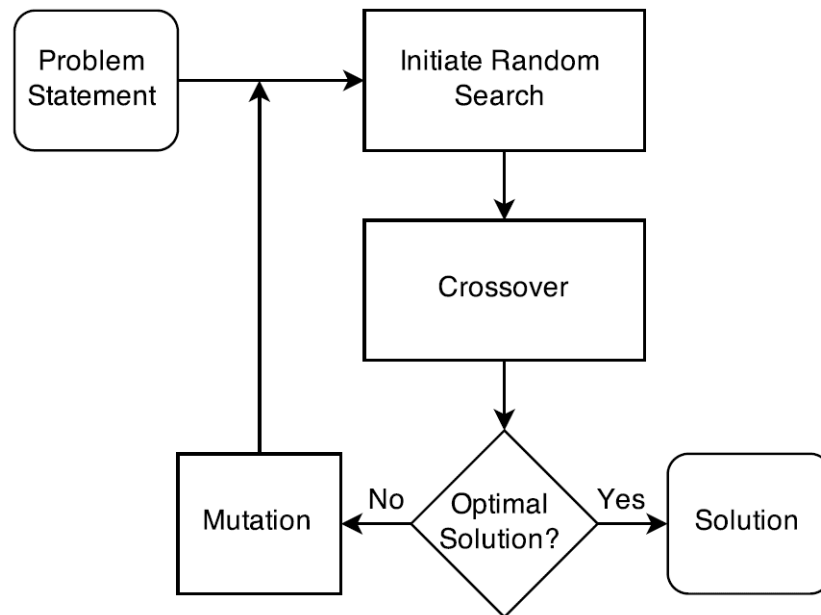 Problem
Statement
Initiate Random
Search
Crossover
Optimal
Solution?
No
Yes
Mutation
Solution